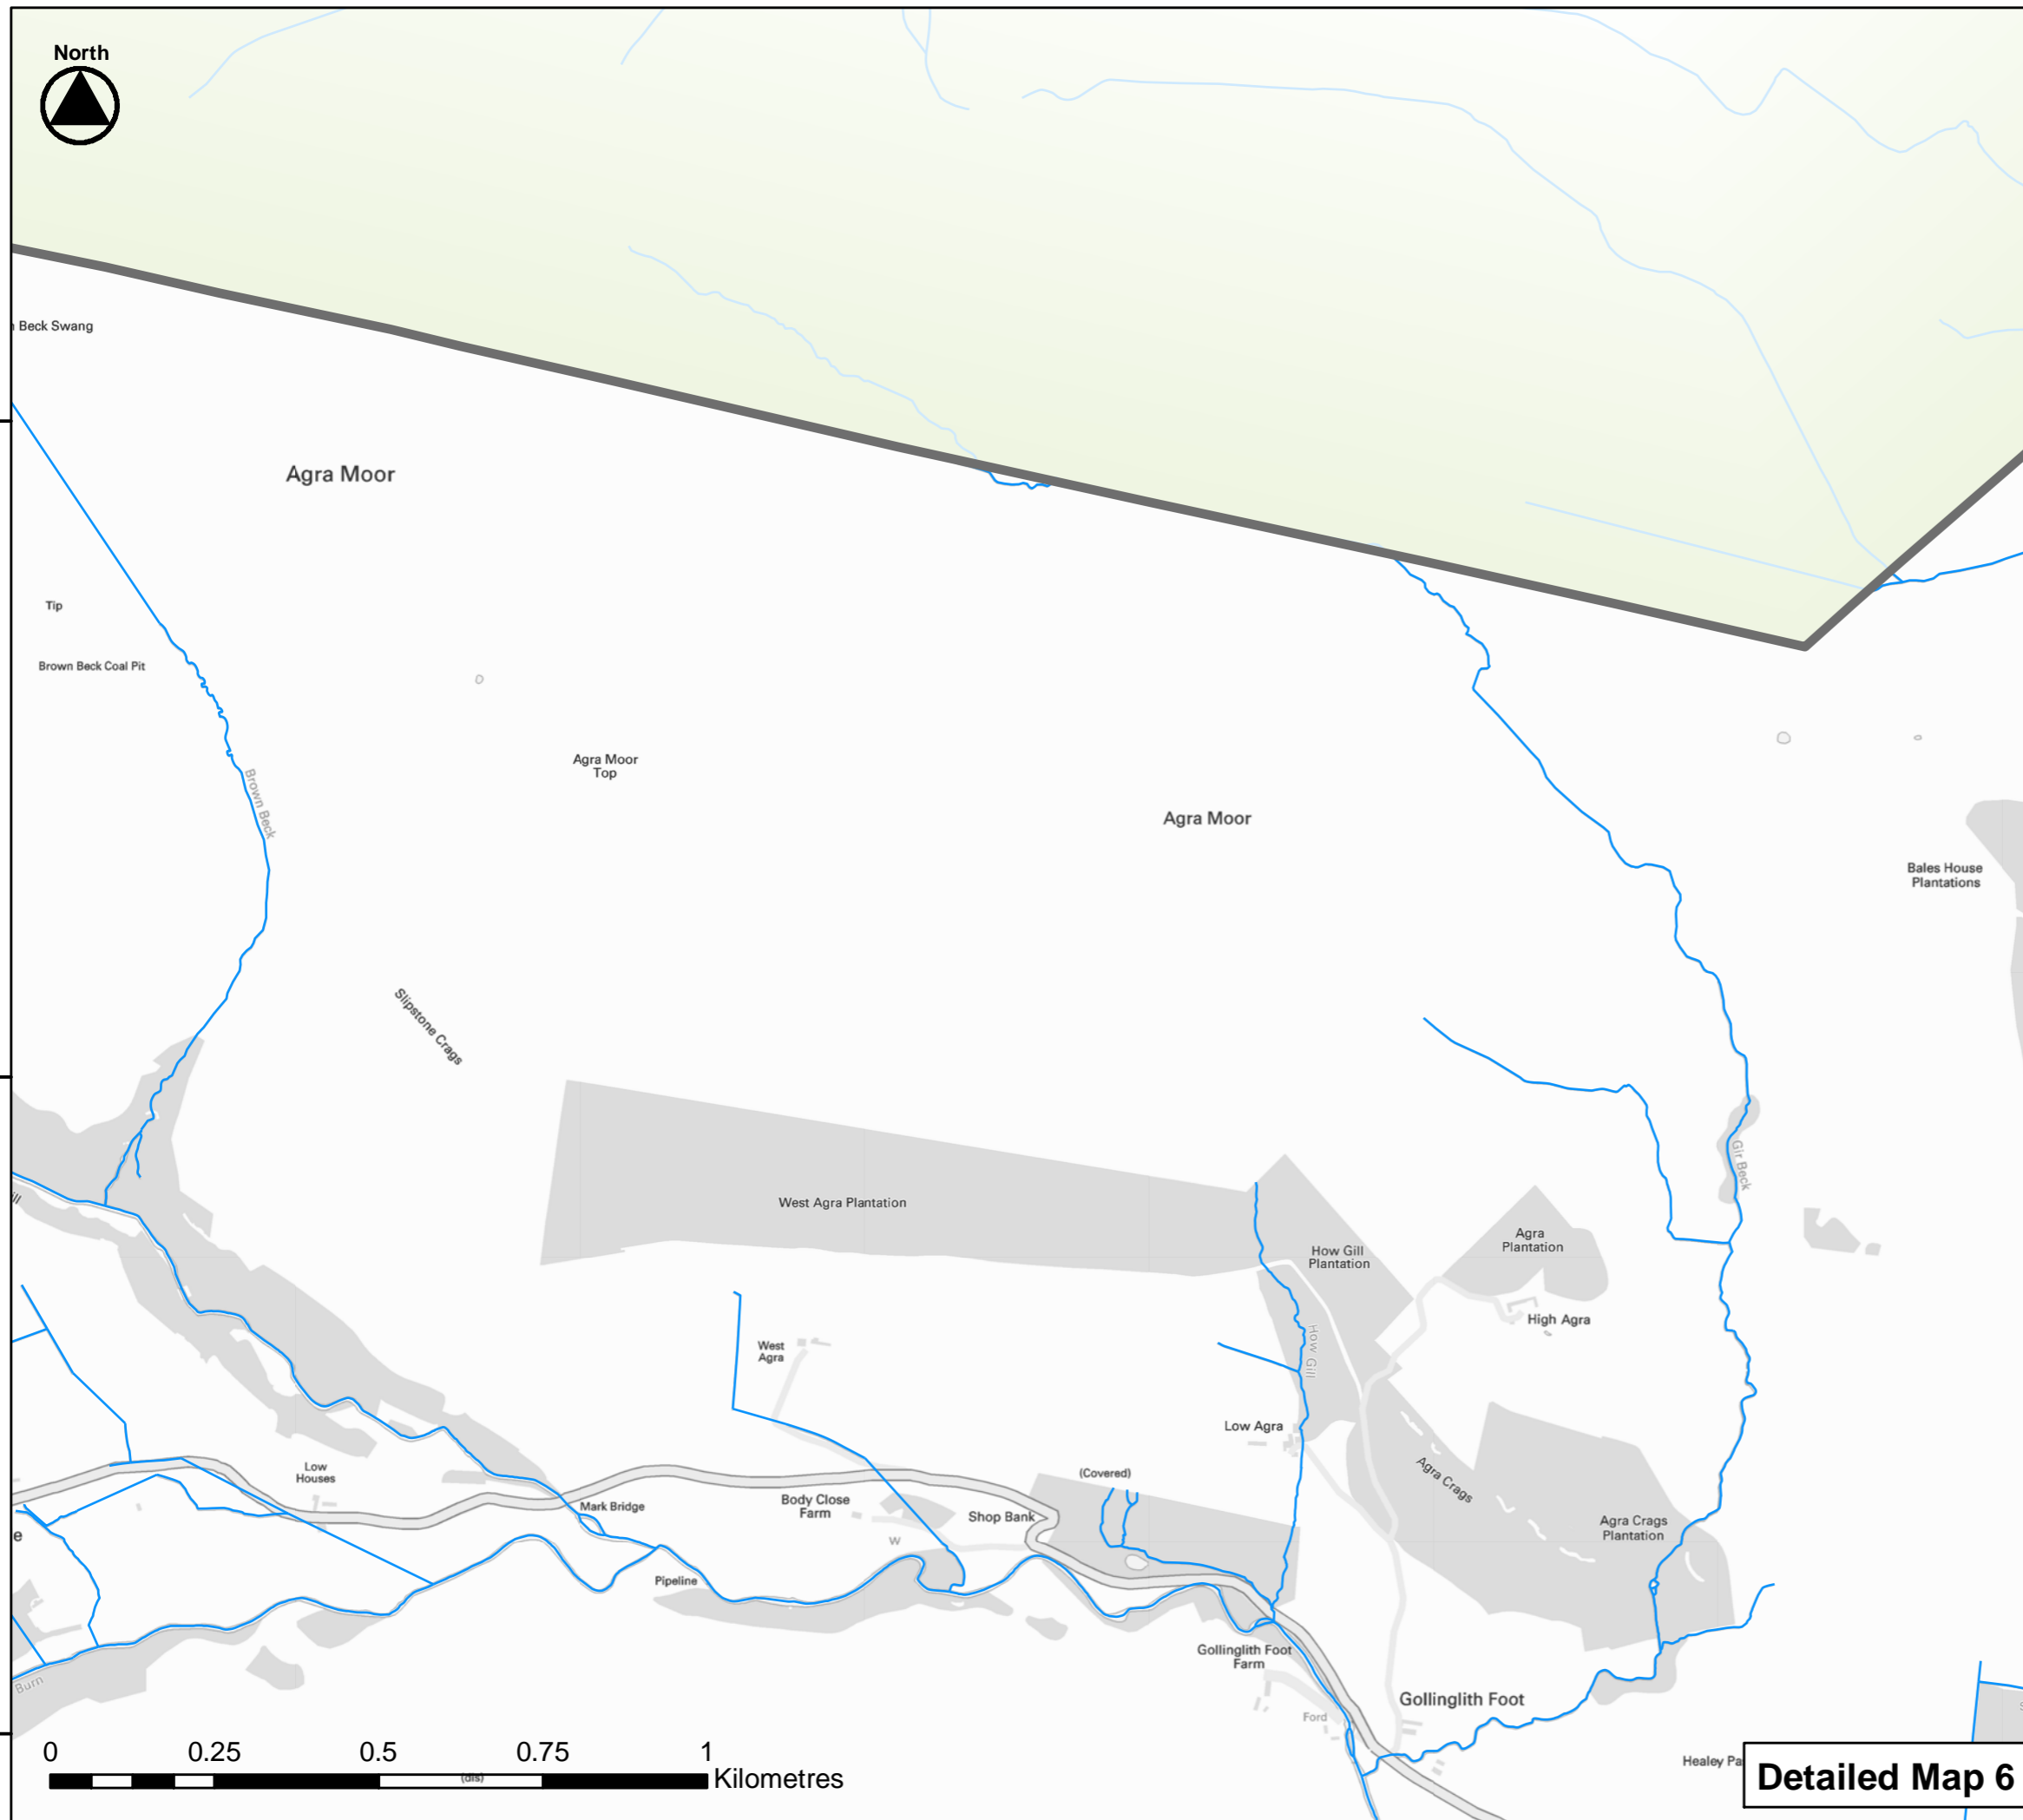 North
Beck Swang
Agra Moor
Tip
Brown Beck Coal Pit
Brown Beck
Agra Moor
Top
Agra Moor
Bales House
Plantations
Slipstone Crags
Gir Beck
West Agra Plantation
How Gill
Plantation
Agra
Plantation
High Agra
How Gill
West
Agra
Low Agra
Agra Crags
Agra Crags
Plantation
Low
Houses
Mark Bridge
Body Close
Farm
(Covered)
Shop Bank
W
Pipeline
Burn
Gollinglith Foot
Farm
Gollinglith Foot
Ford
Healey
0 0.25 0.5 0.75 1
Kilometres
(dis)
Detailed Map 6